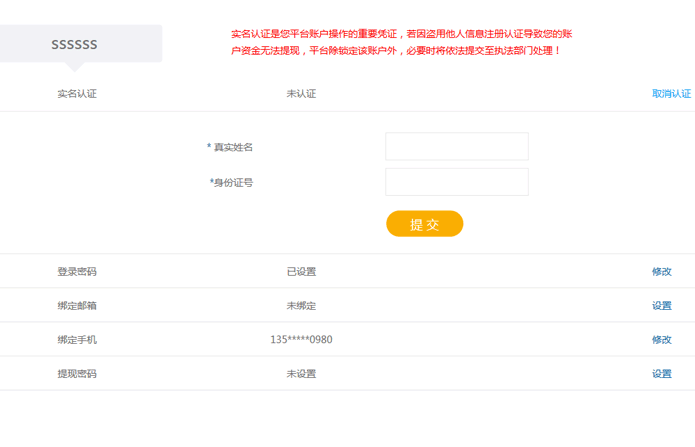 ssssss
实名认证是您平台账户操作的重要凭证，若因盗用他人信息注册认证导致您的账
户资金无法提现，平台除锁定该账户外，必要时将依法提交至执法部门处理！
实名认证 未认证 取消认证
* 真实姓名
*身份证号
提 交
登录密码 已设置 修改
绑定邮箱 未绑定 设置
绑定手机 135*****0980 修改
提现密码 未设置 设置